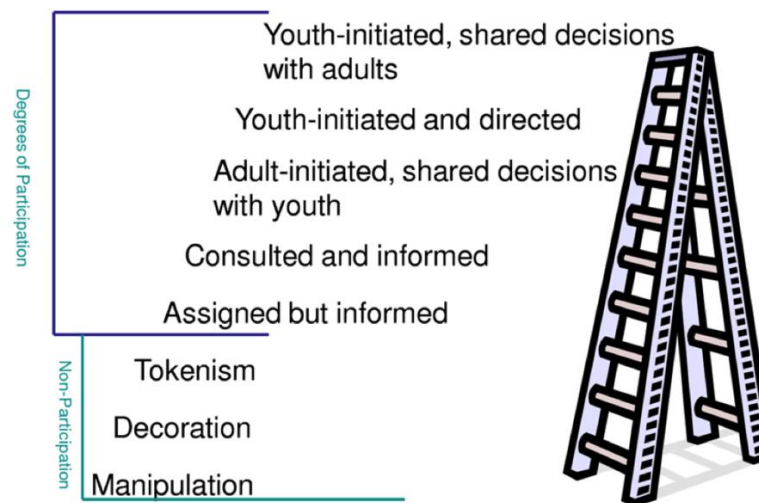 Youth-initiated, shared decisions
with adults
Youth-initiated and directed
Adult-initiated, shared decisions
with youth
Consulted and informed
Assigned but informed
Tokenism
Decoration
Manipulation
Degrees of Participation
Non-Participation